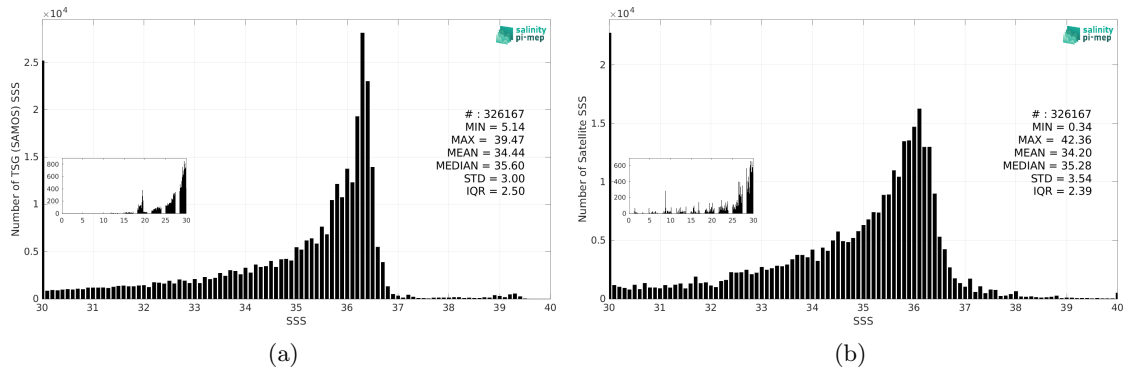 ×10⁴
salinity
pi-mep
Number of TSG (SAMOS) SSS
2.5
2
1.5
1
0.5
0
# : 326167
MIN = 5.14
MAX = 39.47
MEAN = 34.44
MEDIAN = 35.60
STD = 3.00
IQR = 2.50
800
600
400
200
0
0 5 10 15 20 25 30
30 31 32 33 34 35 36 37 38 39 40
SSS
(a)
×10⁴
salinity
pi-mep
Number of Satellite SSS
2
1.5
1
0.5
0
# : 326167
MIN = 0.34
MAX = 42.36
MEAN = 34.20
MEDIAN = 35.28
STD = 3.54
IQR = 2.39
600
400
200
0
0 5 10 15 20 25 30
30 31 32 33 34 35 36 37 38 39 40
SSS
(b)